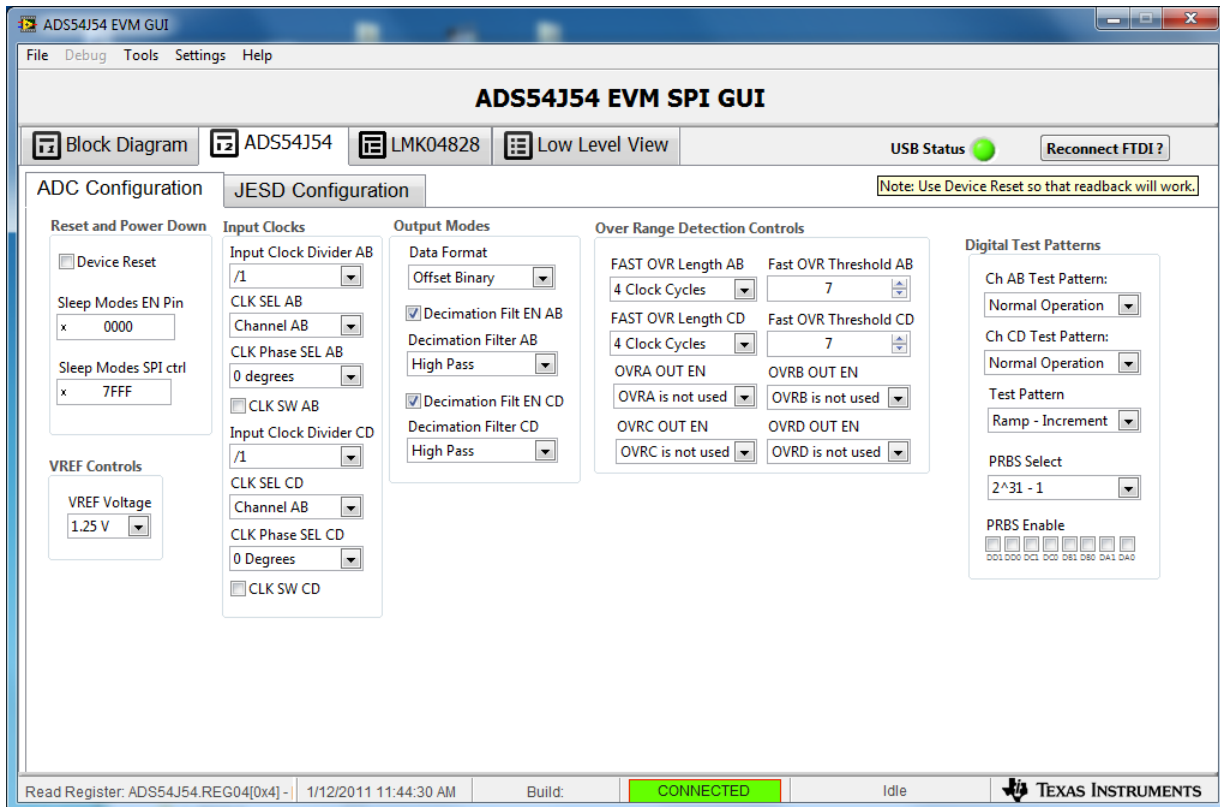 ADS54J54 EVM GUI
File Debug Tools Settings Help
ADS54J54 EVM SPI GUI
Block Diagram
ADS54J54
LMK04828
Low Level View
USB Status
Reconnect FTDI ?
ADC Configuration
JESD Configuration
Note: Use Device Reset so that readback will work.
Reset and Power Down
Device Reset
Sleep Modes EN Pin
x 0000
Sleep Modes SPI ctrl
x 7FFF
VREF Controls
VREF Voltage
1.25 V
Input Clocks
Input Clock Divider AB
/1
CLK SEL AB
Channel AB
CLK Phase SEL AB
0 degrees
CLK SW AB
Input Clock Divider CD
/1
CLK SEL CD
Channel AB
CLK Phase SEL CD
0 Degrees
CLK SW CD
Output Modes
Data Format
Offset Binary
Decimation Filt EN AB
Decimation Filter AB
High Pass
Decimation Filt EN CD
Decimation Filter CD
High Pass
Over Range Detection Controls
FAST OVR Length AB
4 Clock Cycles
Fast OVR Threshold AB
7
FAST OVR Length CD
4 Clock Cycles
Fast OVR Threshold CD
7
OVRA OUT EN
OVRA is not used
OVRB OUT EN
OVRB is not used
OVRC OUT EN
OVRC is not used
OVRD OUT EN
OVRD is not used
Digital Test Patterns
Ch AB Test Pattern:
Normal Operation
Ch CD Test Pattern:
Normal Operation
Test Pattern
Ramp - Increment
PRBS Select
2^31 - 1
PRBS Enable
DD1 DD0 DC1 DC0 DB1 DB0 DA1 DA0
Read Register: ADS54J54.REG04[0x4] -
1/12/2011 11:44:30 AM
Build:
CONNECTED
Idle
TEXAS INSTRUMENTS